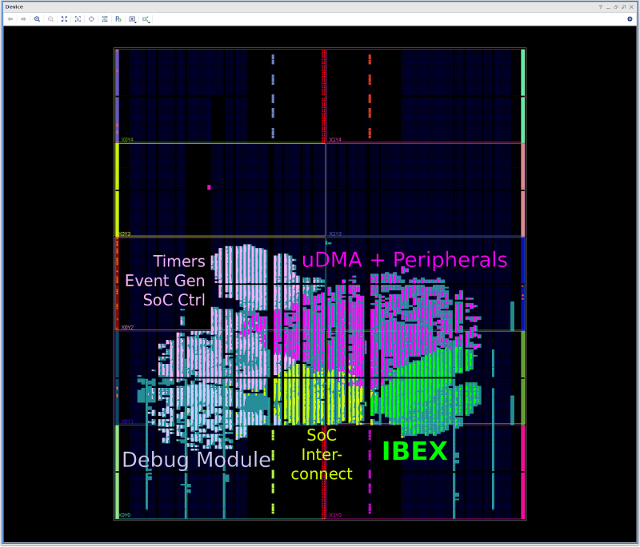 Device
X0Y4
X1Y4
X0Y3
X0Y2
Timers
Event Gen
SoC Ctrl
uDMA + Peripherals
SoC
Inter-
connect
IBEX
Debug Module
X0Y0
X1Y0